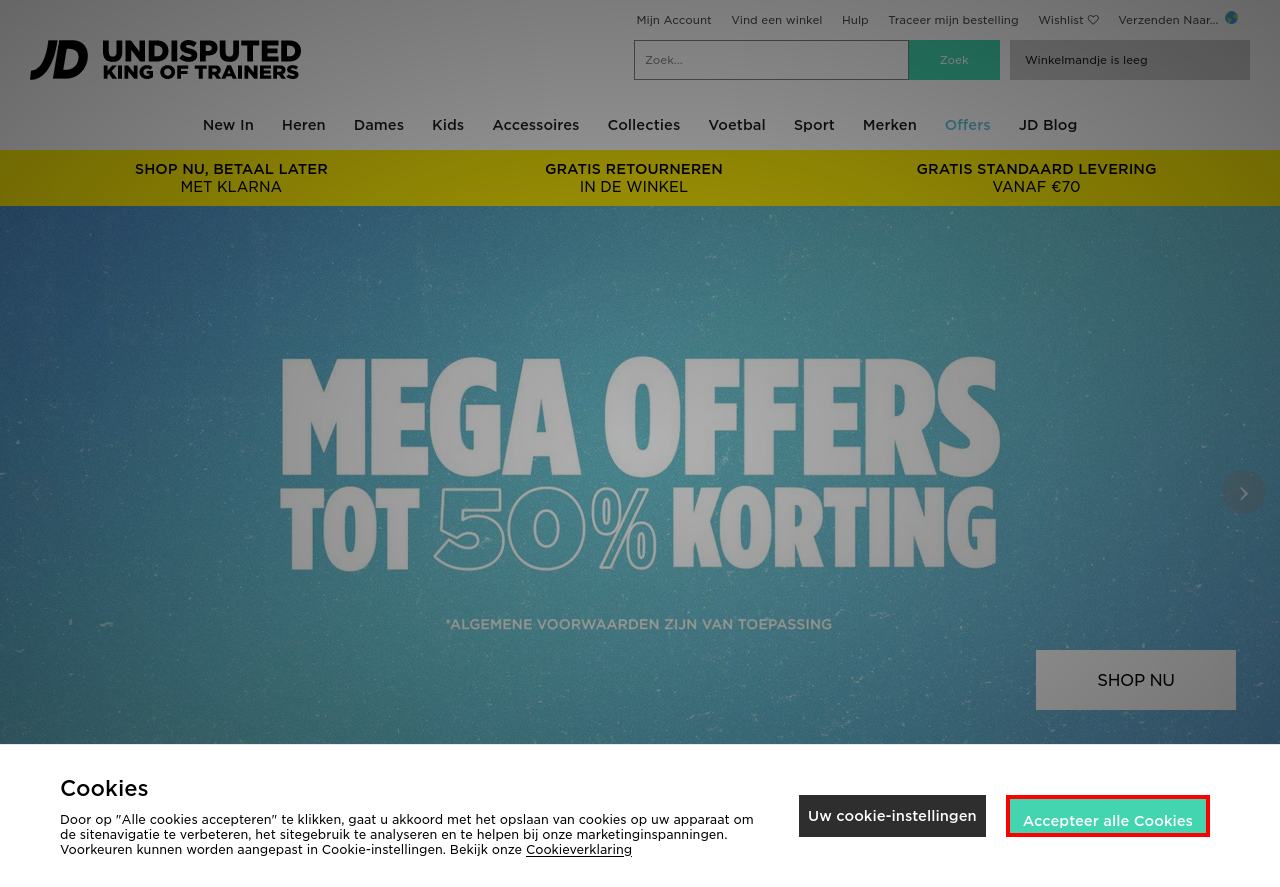 Mijn Account Vind een winkel Hulp Traceer mijn bestelling Wishlist Verzenden Naar...
JD UNDISPUTED
KING OF TRAINERS
Zoek... Zoek Winkelmandje is leeg
New In Heren Dames Kids Accessoires Collecties Voetbal Sport Merken Offers JD Blog
SHOP NU, BETAAL LATER GRATIS RETOURNEREN GRATIS STANDAARD LEVERING
MET KLARNA IN DE WINKEL VANAF €70
MEGA OFFERS
TOT 50% KORTING
*ALGEMENE VOORWAARDEN ZIJN VAN TOEPASSING
SHOP NU
Cookies
Door op "Alle cookies accepteren" te klikken, gaat u akkoord met het opslaan van cookies op uw apparaat om
de sitenavigatie te verbeteren, het sitegebruik te analyseren en te helpen bij onze marketinginspanningen.
Voorkeuren kunnen worden aangepast in Cookie-instellingen. Bekijk onze Cookieverklaring
Uw cookie-instellingen Accepteer alle Cookies